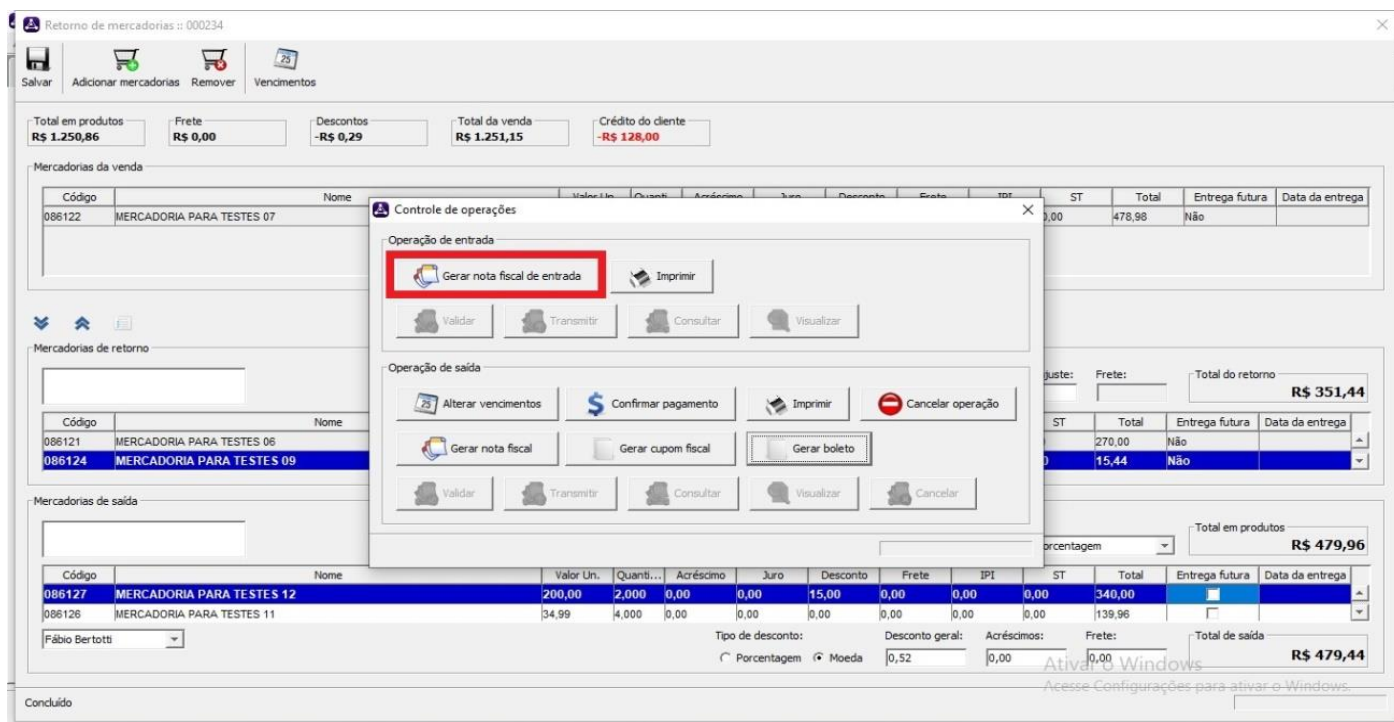 Retorno de mercadorias :: 000234
Salvar Adicionar mercadorias Remover Vencimentos
Total em produtos Frete Descontos Total da venda Crédito do cliente
R$ 1.250,86 R$ 0,00 -R$ 0,29 R$ 1.251,15 -R$ 128,00
Mercadorias da venda
Código Nome ST Total Entrega futura Data da entrega
086122 MERCADORIA PARA TESTES 07 478,98 Não
Controle de operações
Operação de entrada
Gerar nota fiscal de entrada Imprimir
Validar Transmitir Consultar Visualizar
Operação de saída
Alterar vencimentos Confirmar pagamento Imprimir Cancelar operação
Gerar nota fiscal Gerar cupom fiscal Gerar boleto
Validar Transmitir Consultar Visualizar Cancelar
Mercadorias de retorno
Frete: Total do retorno
R$ 351,44
Código Nome ST Total Entrega futura Data da entrega
086121 MERCADORIA PARA TESTES 06 270,00 Não
086124 MERCADORIA PARA TESTES 09 15,44 Não
Mercadorias de saída
Total em produtos
R$ 479,96
Código Nome Valor Un. Quanti... Acréscimo Juro Desconto Frete IPI ST Total Entrega futura Data da entrega
086127 MERCADORIA PARA TESTES 12 200,00 2,000 0,00 0,00 15,00 0,00 0,00 0,00 340,00
086126 MERCADORIA PARA TESTES 11 34,99 4,000 0,00 0,00 0,00 0,00 0,00 0,00 139,96
Fábio Bertotti Tipo de desconto: Desconto geral: Acréscimos: Frete: Total de saída
Porcentagem Moeda 0,52 0,00 0,00 R$ 479,44
Ativar o Windows
Acesse Configurações para ativar o Windows.
Concluído